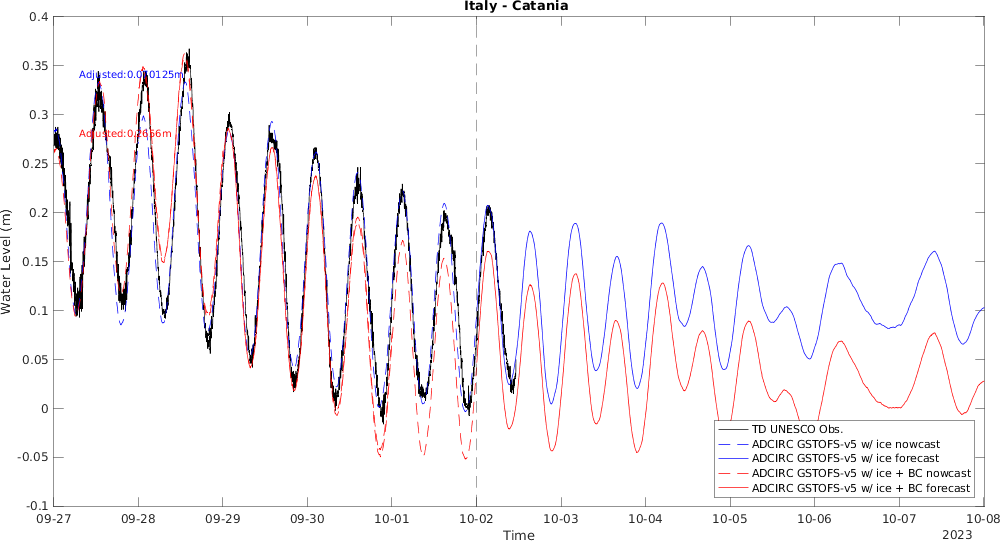 Italy - Catania
0.4
0.35
0.3
0.25
0.2
0.15
0.1
0.05
0
-0.05
-0.1
Water Level (m)
Adjusted:0.2656m
TD UNESCO Obs.
ADCIRC GSTOFS-v5 w/ ice nowcast
ADCIRC GSTOFS-v5 w/ ice forecast
ADCIRC GSTOFS-v5 w/ ice + BC nowcast
ADCIRC GSTOFS-v5 w/ ice + BC forecast
09-27 09-28 09-29 09-30 10-01 10-02 10-03 10-04 10-05 10-06 10-07 10-08
Time
2023